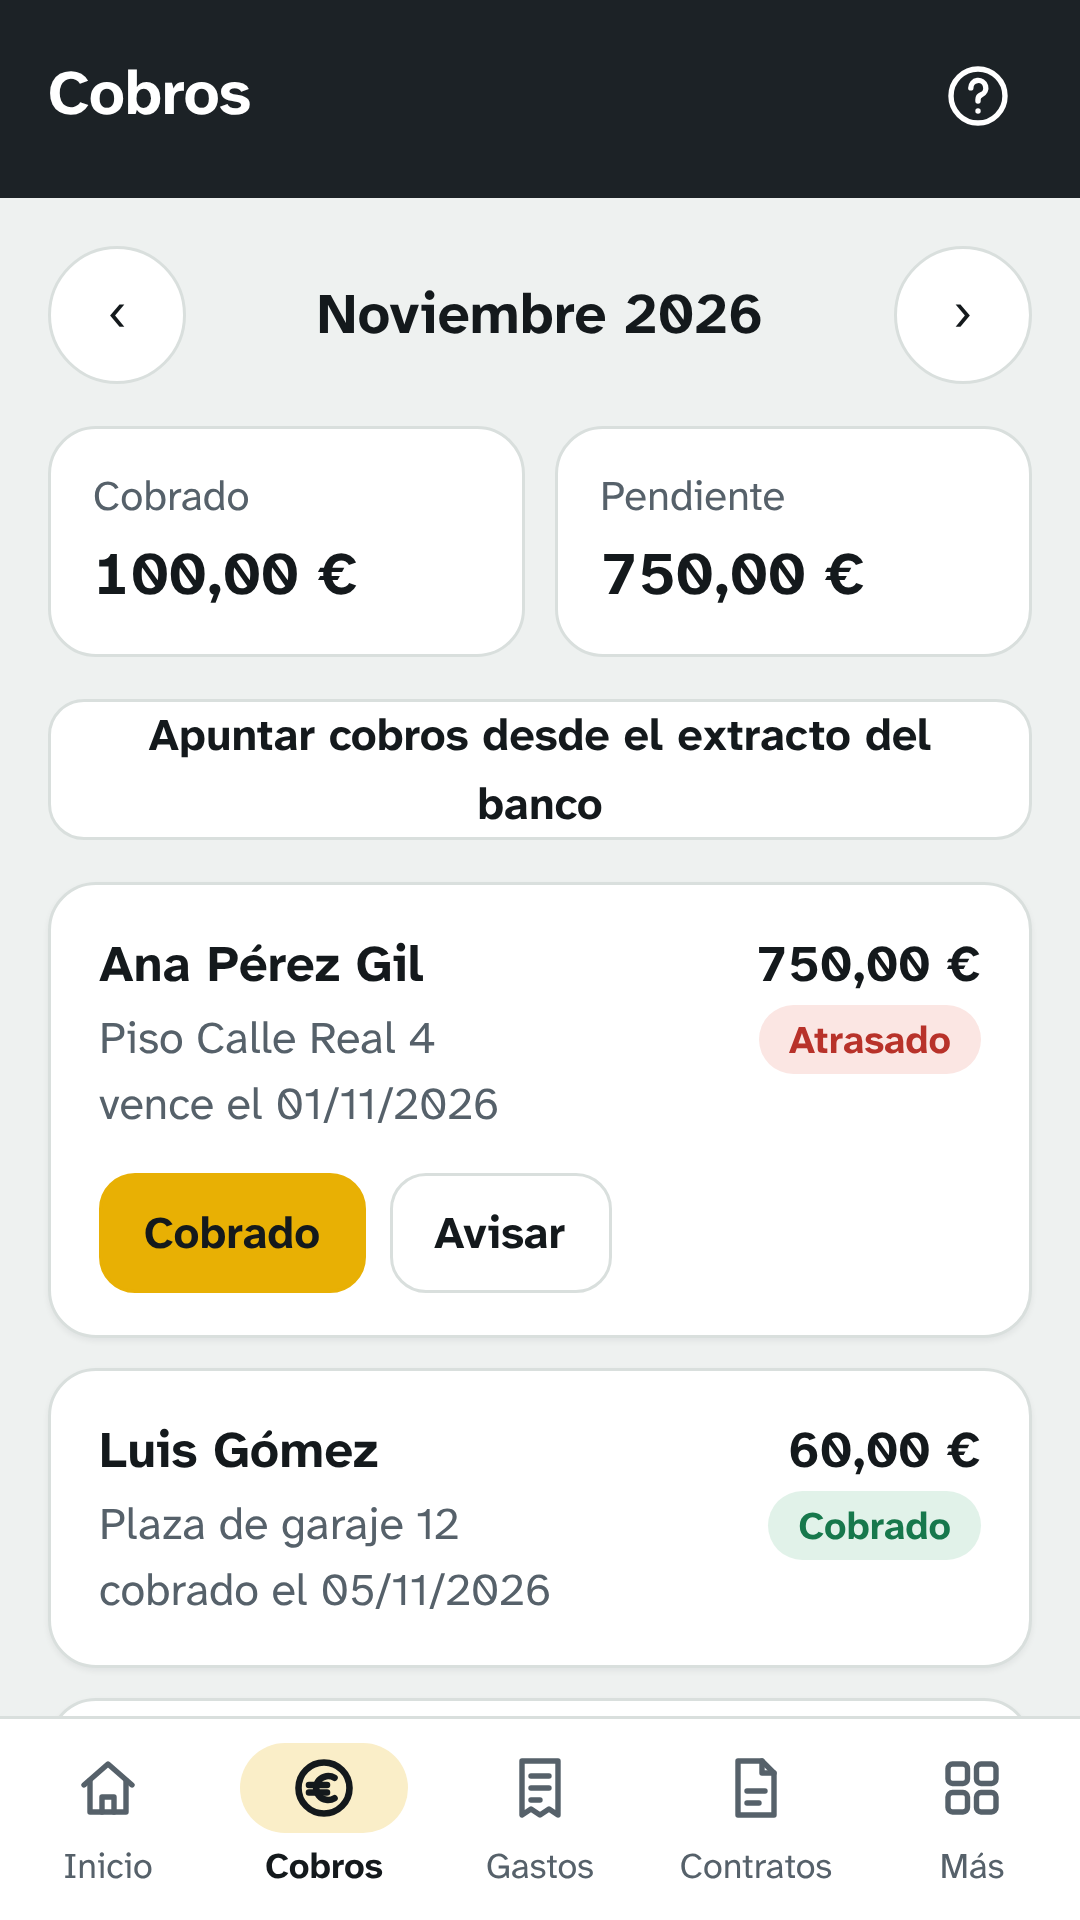 Cobros
Noviembre 2026
Cobrado
100,00 €
Pendiente
750,00 €
Apuntar cobros desde el extracto del
banco
Ana Pérez Gil
750,00 €
Piso Calle Real 4
Atrasado
vence el 01/11/2026
Cobrado
Avisar
Luis Gómez
60,00 €
Plaza de garaje 12
Cobrado
cobrado el 05/11/2026
Inicio
Cobros
Gastos
Contratos
Más